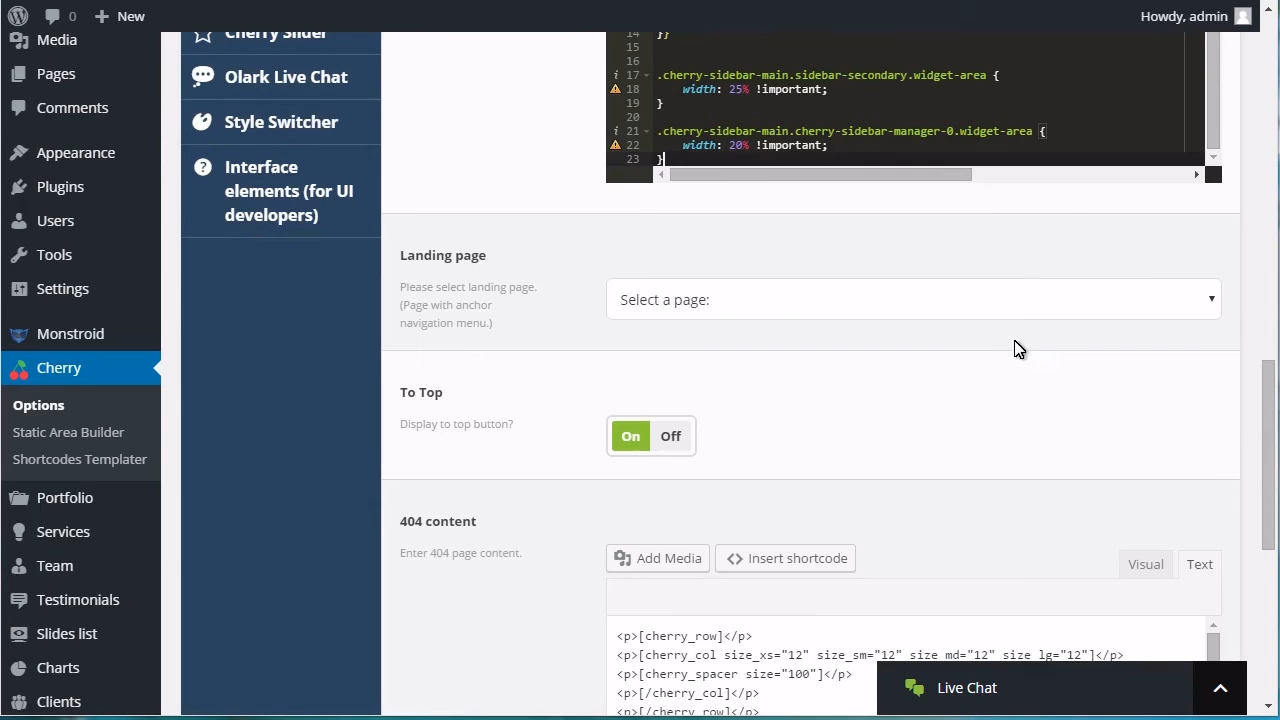 0
New
Howdy, admin
Media
Pages
Comments
Appearance
Plugins
Users
Tools
Settings
Monstroid
Cherry
Options
Static Area Builder
Shortcodes Templater
Portfolio
Services
Team
Testimonials
Slides list
Charts
Clients
Cherry Slider
Olark Live Chat
Style Switcher
Interface
elements (for UI
developers)
14 }}
15
16
17 .cherry-sidebar-main.sidebar-secondary.widget-area {
18 width: 25% !important;
19 }
20
21 .cherry-sidebar-main.cherry-sidebar-manager-0.widget-area {
22 width: 20% !important;
23 }
Landing page
Please select landing page.
(Page with anchor
navigation menu.)
Select a page:
To Top
Display to top button?
On Off
404 content
Enter 404 page content.
Add Media
Insert shortcode
Visual
Text
<p>[cherry_row]</p>
<p>[cherry_col size_xs="12" size_sm="12" size_md="12" size_lg="12"]</p>
<p>[cherry_spacer size="100"]</p>
<p>[/cherry_col]</p>
<p>[/cherry_row]</p>
Live Chat